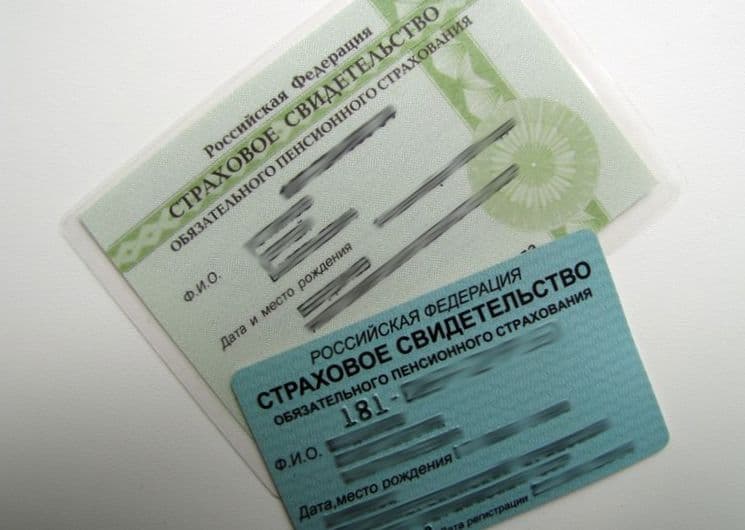 Российская Федерация
СТРАХОВОЕ СВИДЕТЕЛЬСТВО
ОБЯЗАТЕЛЬНОГО ПЕНСИОННОГО СТРАХОВАНИЯ
Ф.И.О.
Дата и место рождения
РОССИЙСКАЯ ФЕДЕРАЦИЯ
СТРАХОВОЕ СВИДЕТЕЛЬСТВО
ОБЯЗАТЕЛЬНОГО ПЕНСИОННОГО СТРАХОВАНИЯ
181-
Ф.И.О.
Дата,место рождения
Дата регистрации